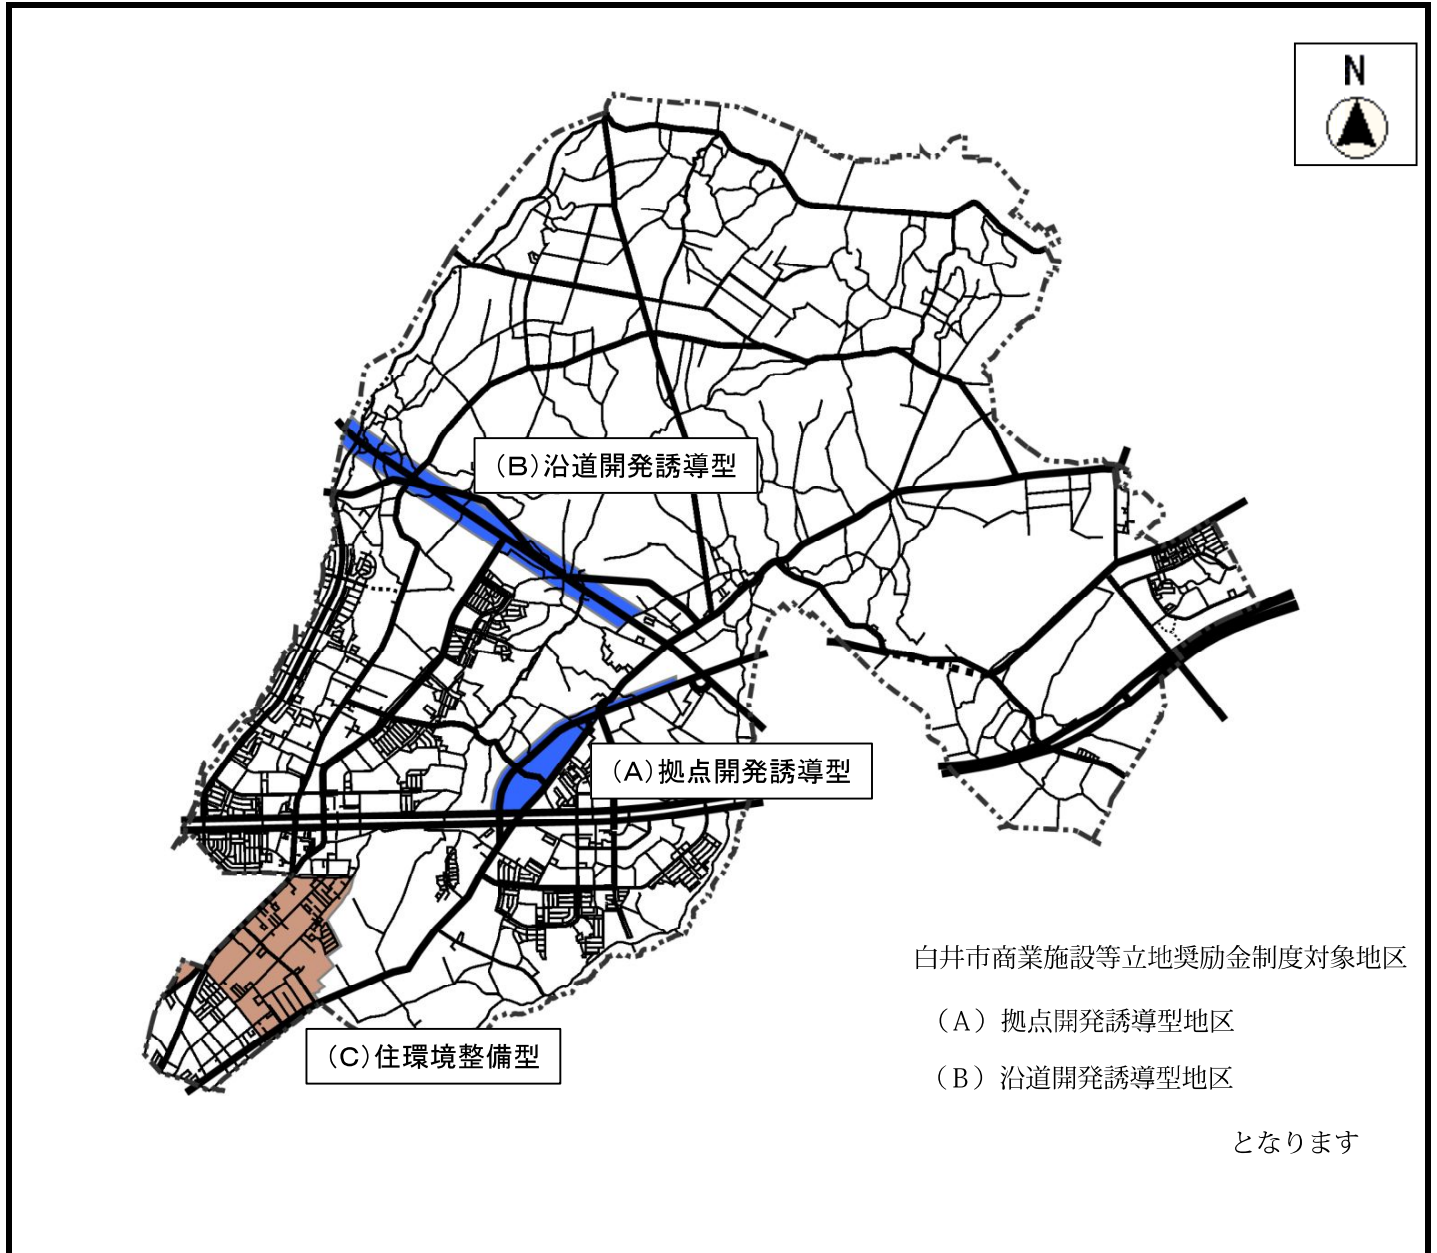 N
(B)沿道開発誘導型
(A)拠点開発誘導型
(C)住環境整備型
白井市商業施設等立地奨励金制度対象地区
（A）拠点開発誘導型地区
（B）沿道開発誘導型地区
となります